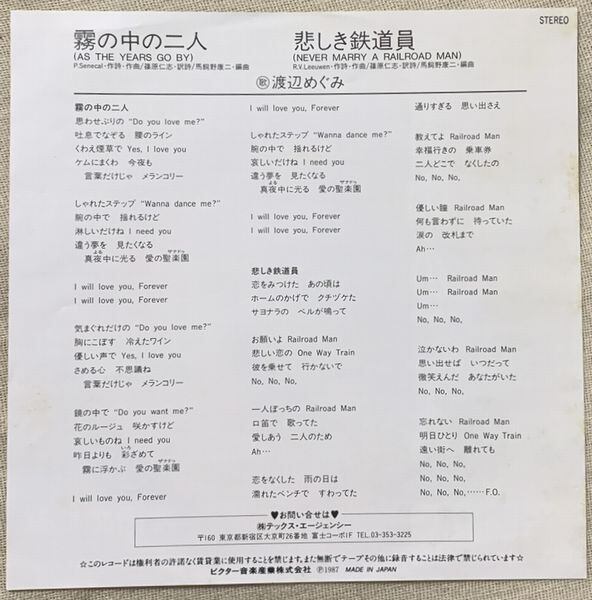 STEREO
霧の中の二人
(AS THE YEARS GO BY)
P.Senecal・作詩・作曲/篠原仁志・訳詩/馬飼野康二・編曲
悲しき鉄道員
(NEVER MARRY A RAILROAD MAN)
R.V.Leeuwen・作詩・作曲/篠原仁志・訳詩/馬飼野康二・編曲
歌 渡辺めぐみ
霧の中の二人
思わせぶりの “Do you love me?”
吐息でなぞる 腰のライン
くわえ煙草で Yes, I love you
ケムにまくわ 今夜も
言葉だけじゃ メランコリー
しゃれたステップ “Wanna dance me?”
腕の中で 揺れるけど
淋しいだけね I need you
違う夢を 見たくなる
真夜中に光る 愛の聖楽園
I will love you, Forever
I will love you, Forever
気まぐれだけの “Do you love me?”
胸にこぼす 冷えたワイン
優しい声で Yes, I love you
さめる心 不思議ね
言葉だけじゃ メランコリー
鏡の中で “Do you want me?”
花のルージュ 咲かすけど
哀しいものね I need you
昨日よりも 彩ざめて
霧に浮かぶ 愛の聖楽園
I will love you, Forever
I will love you, Forever
しゃれたステップ “Wanna dance me?”
腕の中で 揺れるけど
哀しいだけね I need you
違う夢を 見たくなる
真夜中に光る 愛の聖楽園
I will love you, Forever
I will love you, Forever
悲しき鉄道員
恋をみつけた あの頃は
ホームのかげで クチヅケた
サヨナラの ベルが鳴って
お願いよ Railroad Man
悲しい恋の One Way Train
彼を乗せて 行かないで
No, No, No,
一人ぼっちの Railroad Man
口笛で 歌ってた
愛しあう 二人のため
Ah…
恋をなくした 雨の日は
濡れたベンチで すわってた
通りすぎる 思い出さえ
教えてよ Railroad Man
幸福行きの 乗車券
二人どこで なくしたの
No, No, No,
優しい瞳 Railroad Man
何も言わずに 待っていた
涙の 改札まで
Ah…
Um… Railroad Man
Um… Railroad Man
Um…
No, No, No,
泣かないわ Railroad Man
思い出せば いつだって
微笑えんだ あなたがいた
No, No, No,
忘れない Railroad Man
明日ひとり One Way Train
遠い街へ 離れても
No, No, No,
No, No, No,
No, No, No,……F.O.
♥お問い合せは♥
㈱テックス・エージェンシー
〒160 東京都新宿区大京町26番地 富士コーポ1F TEL.03-353-3225
☆このレコードは権利者の許諾なく賃貸業に使用することを禁じます。また無断でテープその他に録音することは法律で禁じられています☆
ビクター音楽産業株式会社 Ⓟ1987 MADE IN JAPAN